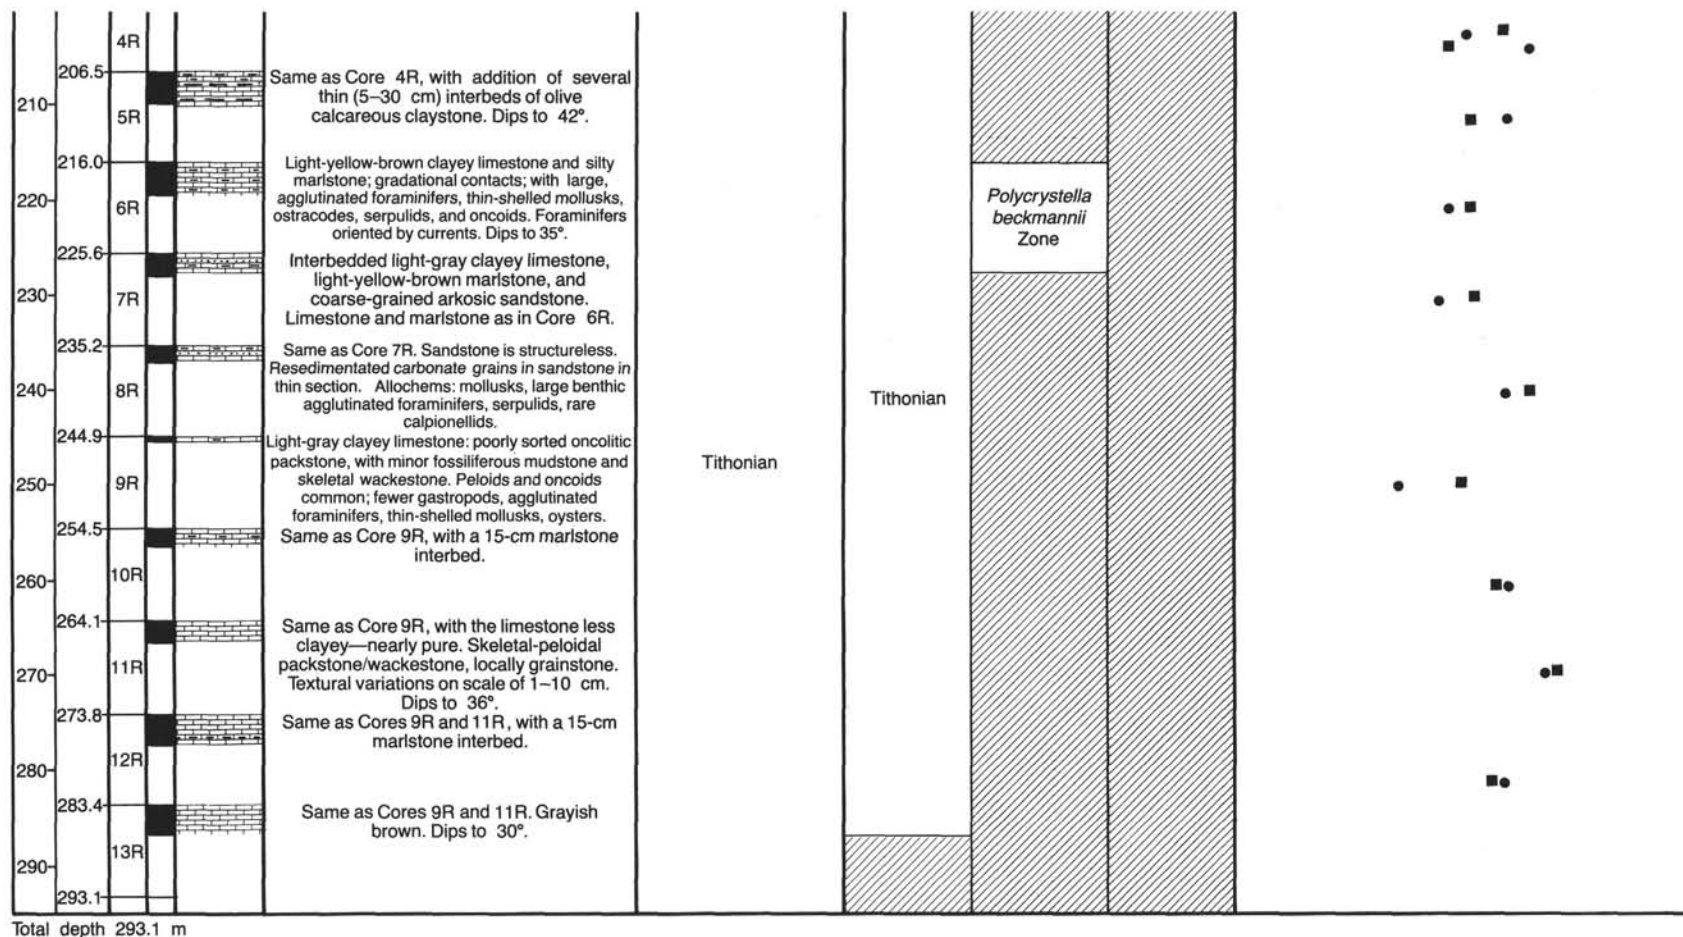 4R
206.5
Same as Core 4R, with addition of several
thin (5–30 cm) interbeds of olive
calcareous claystone. Dips to 42°.
210
5R
216.0
Light-yellow-brown clayey limestone and silty
marlstone; gradational contacts; with large,
agglutinated foraminifers, thin-shelled mollusks,
ostracodes, serpulids, and oncoids. Foraminifers
oriented by currents. Dips to 35°.
220
6R
Polycrystella
beckmannii
Zone
225.6
Interbedded light-gray clayey limestone,
light-yellow-brown marlstone, and
coarse-grained arkosic sandstone.
Limestone and marlstone as in Core 6R.
230
7R
235.2
Same as Core 7R. Sandstone is structureless.
Resedimentated carbonate grains in sandstone in
thin section. Allochems: mollusks, large benthic
agglutinated foraminifers, serpulids, rare
calpionellids.
240
8R
Tithonian
244.9
Light-gray clayey limestone: poorly sorted oncolitic
packstone, with minor fossiliferous mudstone and
skeletal wackestone. Peloids and oncoids
common; fewer gastropods, agglutinated
foraminifers, thin-shelled mollusks, oysters.
Tithonian
250
9R
254.5
Same as Core 9R, with a 15-cm marlstone
interbed.
260
10R
264.1
Same as Core 9R, with the limestone less
clayey—nearly pure. Skeletal-peloidal
packstone/wackestone, locally grainstone.
Textural variations on scale of 1–10 cm.
Dips to 36°.
270
11R
273.8
Same as Cores 9R and 11R, with a 15-cm
marlstone interbed.
280
12R
283.4
Same as Cores 9R and 11R. Grayish
brown. Dips to 30°.
290
13R
293.1
Total depth 293.1 m